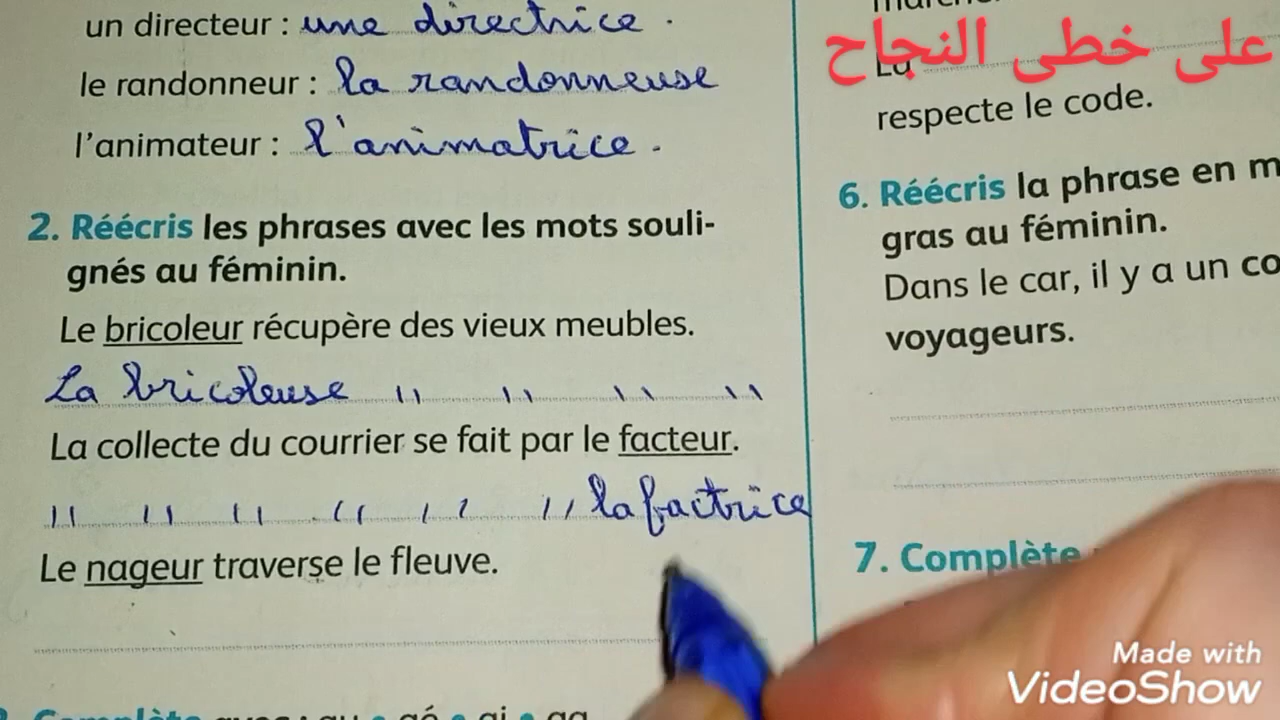 un directeur : une directrice .
le randonneur : la randonneuse
l'animateur : l'animatrice .
2. Réécris les phrases avec les mots souli-
gnés au féminin.
Le bricoleur récupère des vieux meubles.
La bricoleuse " " " "
La collecte du courrier se fait par le facteur.
" " " " " " la factrice
Le nageur traverse le fleuve.
على خطى النجاح
La
respecte le code.
6. Réécris la phrase en m
gras au féminin.
Dans le car, il y a un co
voyageurs.
7. Complète
Made with
VideoShow